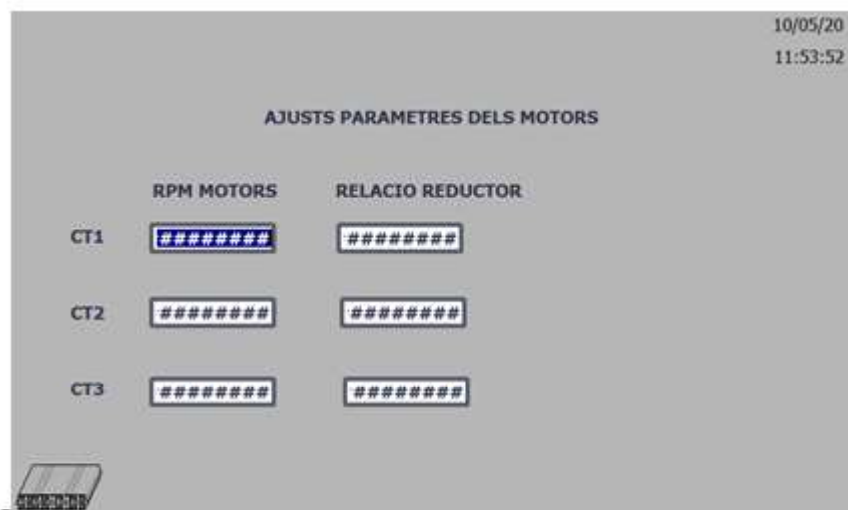 10/05/20
11:53:52
AJUSTS PARAMETRES DELS MOTORS
RPM MOTORS RELACIO REDUCTOR
CT1 ######## ########
CT2 ######## ########
CT3 ######## ########